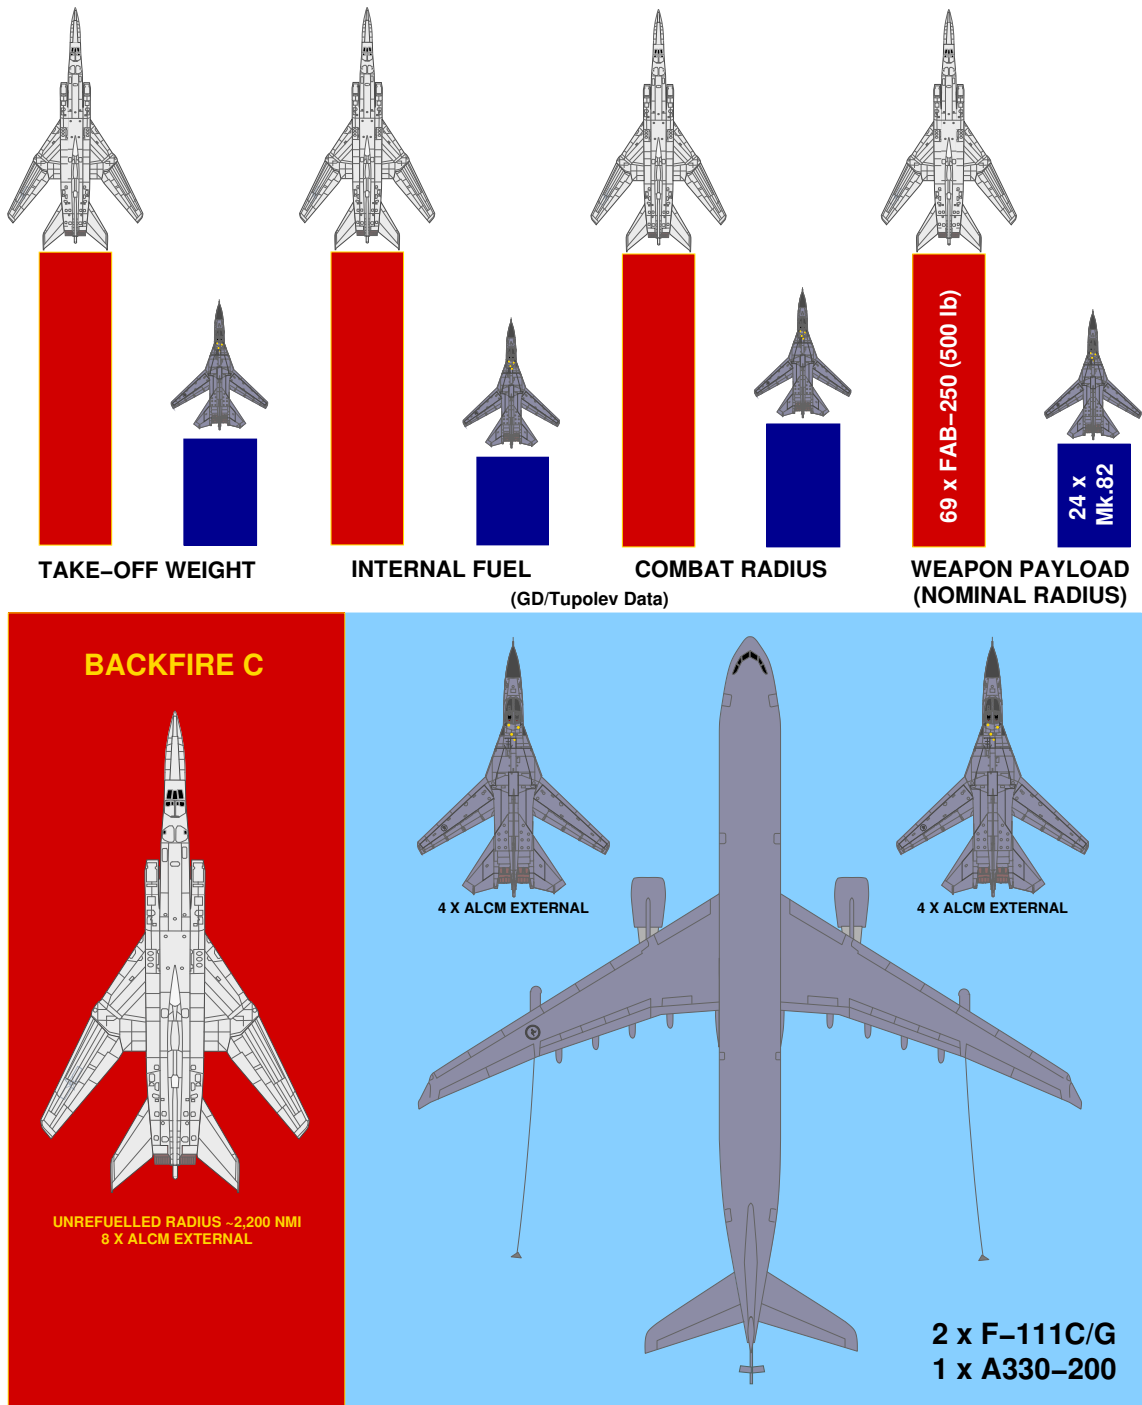 69 x FAB−250 (500 lb)
24 x
Mk.82
TAKE−OFF WEIGHT
INTERNAL FUEL
COMBAT RADIUS
WEAPON PAYLOAD
(NOMINAL RADIUS)
(GD/Tupolev Data)
BACKFIRE C
4 X ALCM EXTERNAL
4 X ALCM EXTERNAL
UNREFUELLED RADIUS ~2,200 NMI
8 X ALCM EXTERNAL
2 x F−111C/G
1 x A330−200